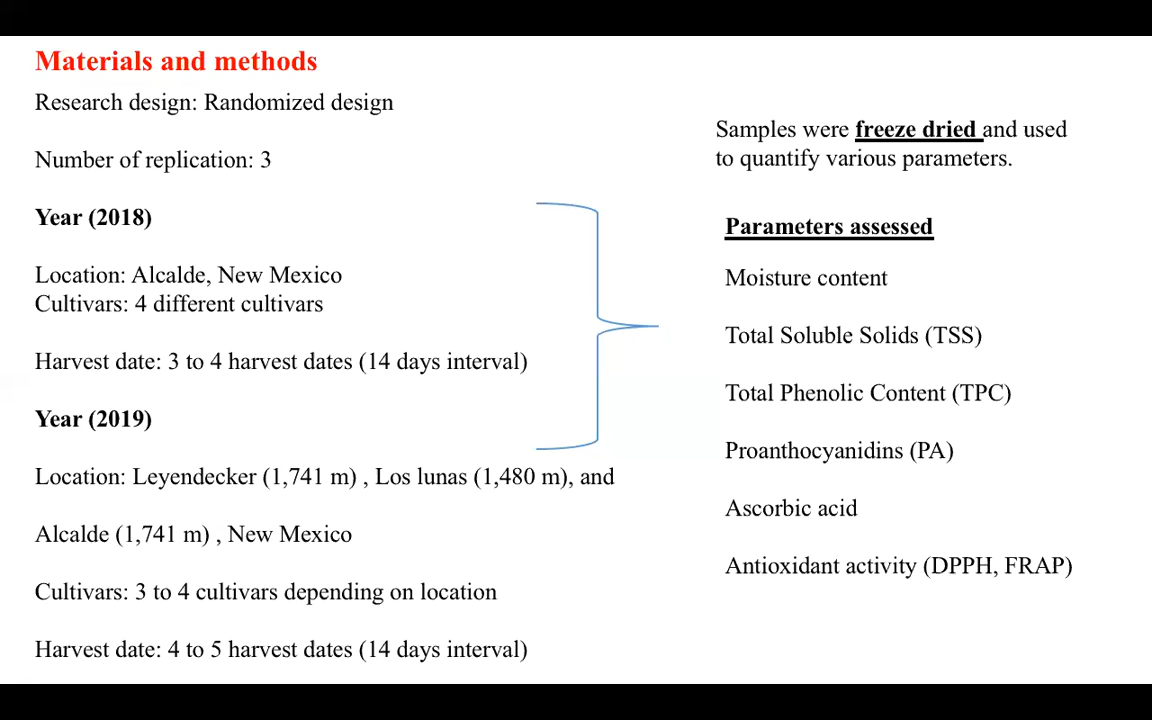 Materials and methods
Research design: Randomized design
Number of replication: 3
Year (2018)
Location: Alcalde, New Mexico
Cultivars: 4 different cultivars
Harvest date: 3 to 4 harvest dates (14 days interval)
Year (2019)
Location: Leyendecker (1,741 m) , Los lunas (1,480 m), and
Alcalde (1,741 m) , New Mexico
Cultivars: 3 to 4 cultivars depending on location
Harvest date: 4 to 5 harvest dates (14 days interval)
Samples were freeze dried and used
to quantify various parameters.
Parameters assessed
Moisture content
Total Soluble Solids (TSS)
Total Phenolic Content (TPC)
Proanthocyanidins (PA)
Ascorbic acid
Antioxidant activity (DPPH, FRAP)